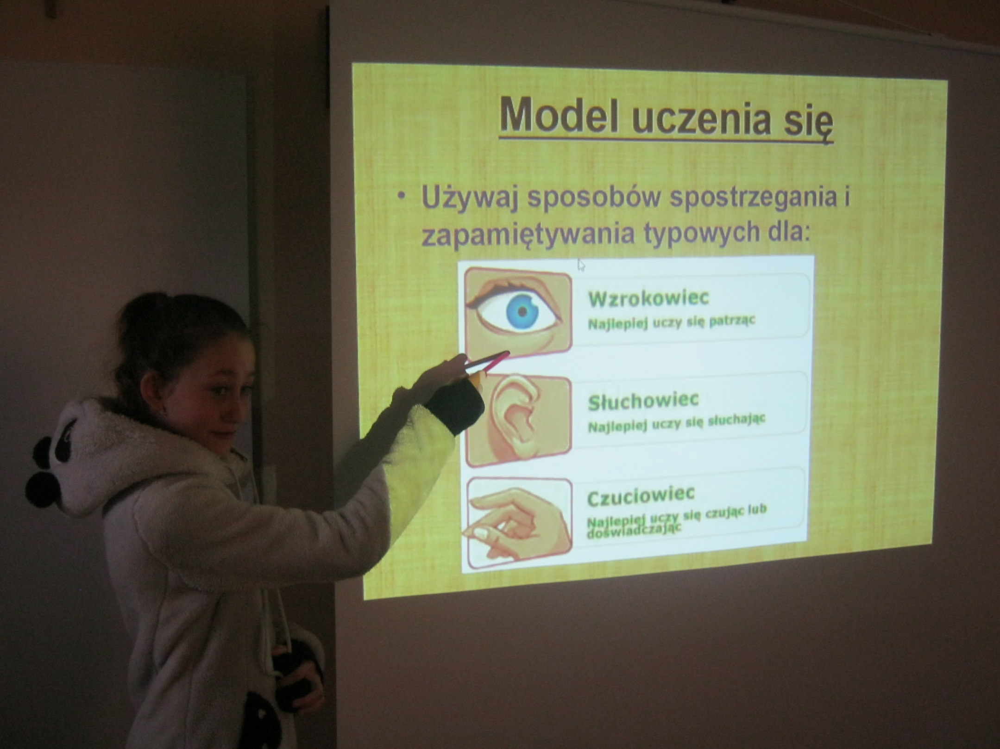 Model uczenia się
• Używaj sposobów spostrzegania i
zapamiętywania typowych dla:
Wzrokowiec
Najlepiej uczy się patrząc
Słuchowiec
Najlepiej uczy się słuchając
Czuciowiec
Najlepiej uczy się czując lub
doświadczając